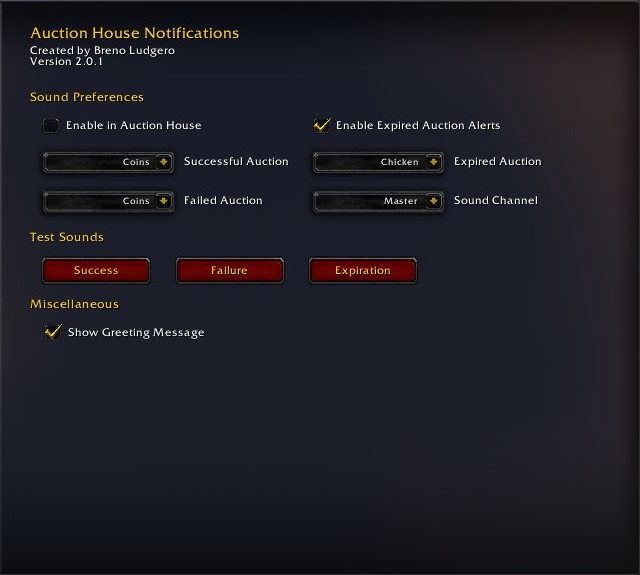 Auction House Notifications
Created by Breno Ludgero
Version 2.0.1
Sound Preferences
Enable in Auction House
Enable Expired Auction Alerts
Coins Successful Auction
Chicken Expired Auction
Coins Failed Auction
Master Sound Channel
Test Sounds
Success Failure Expiration
Miscellaneous
Show Greeting Message